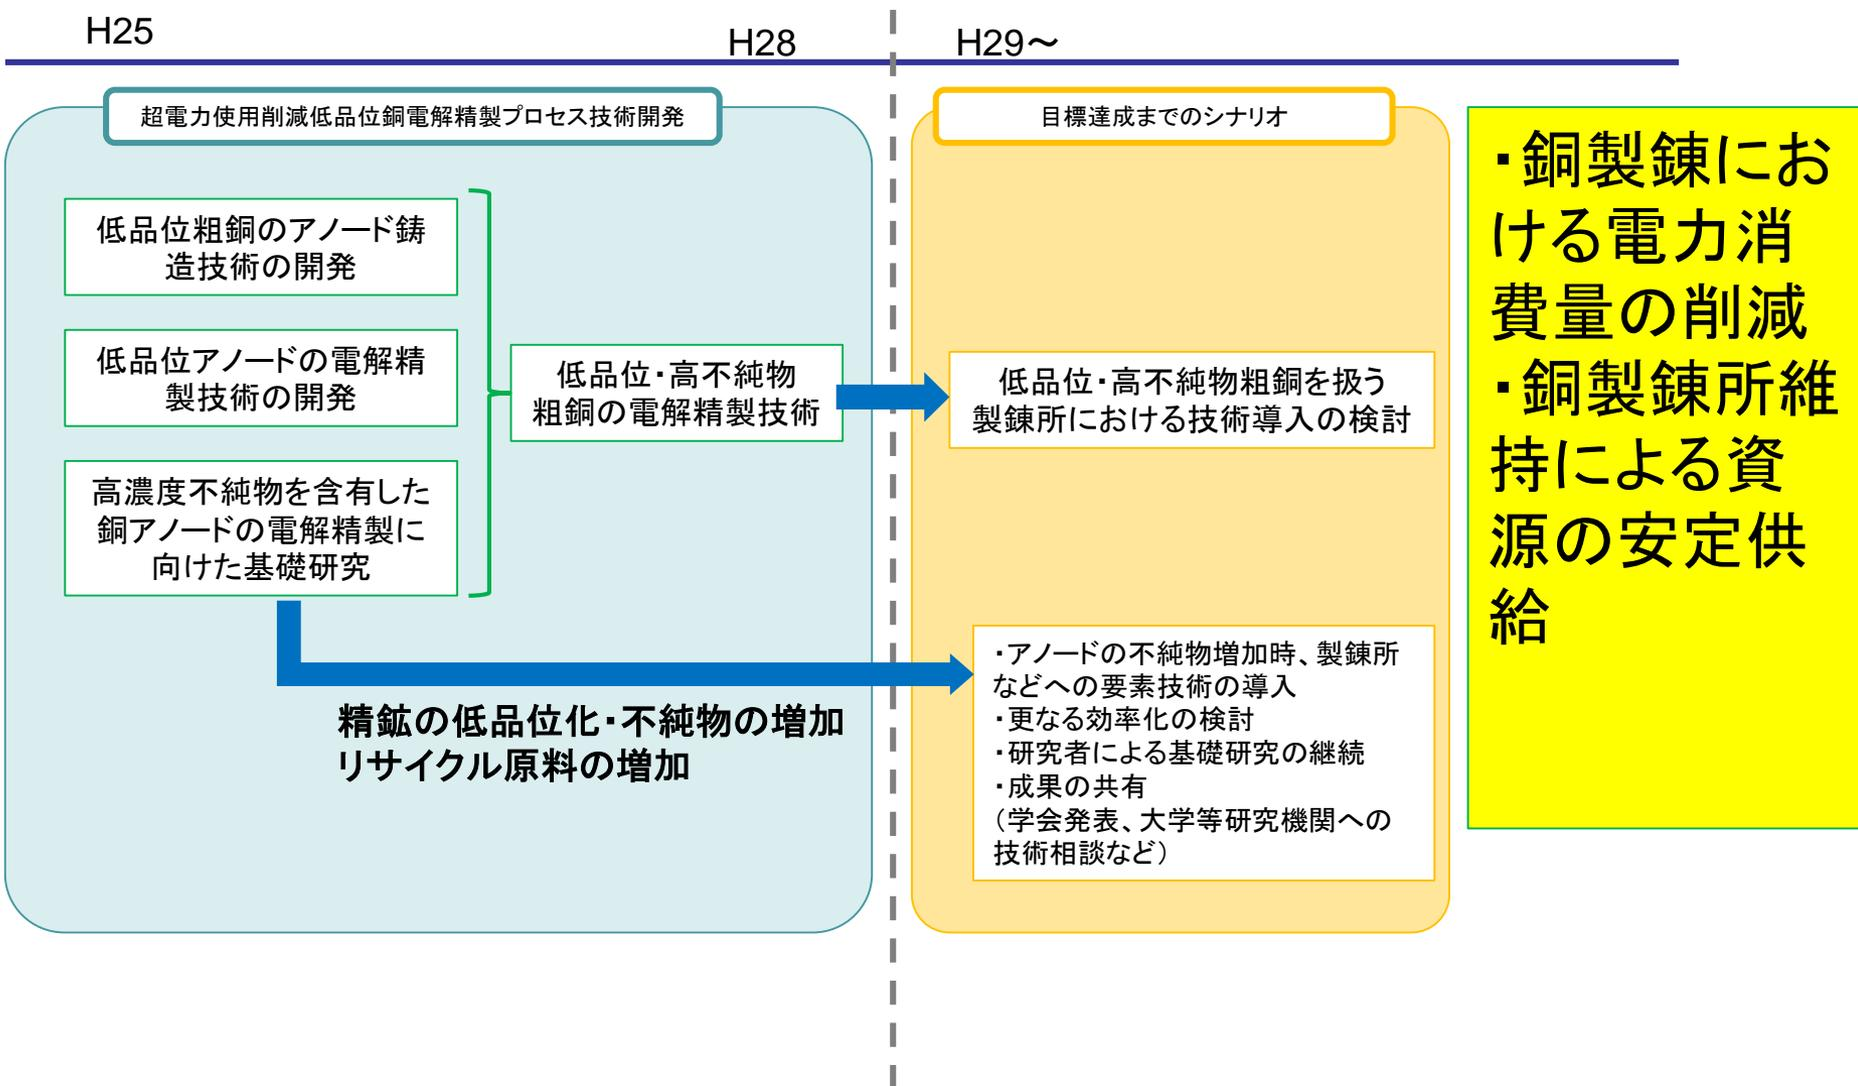 H25
H28
H29～
超電力使用削減低品位銅電解精製プロセス技術開発
低品位粗銅のアノード鋳
造技術の開発
低品位アノードの電解精
製技術の開発
高濃度不純物を含有した
銅アノードの電解精製に
向けた基礎研究
低品位・高不純物
粗銅の電解精製技術
精鉱の低品位化・不純物の増加
リサイクル原料の増加
目標達成までのシナリオ
低品位・高不純物粗銅を扱う
製錬所における技術導入の検討
・アノードの不純物増加時、製錬所
などへの要素技術の導入
・更なる効率化の検討
・研究者による基礎研究の継続
・成果の共有
（学会発表、大学等研究機関への
技術相談など）
・銅製錬にお
ける電力消
費量の削減
・銅製錬所維
持による資
源の安定供
給